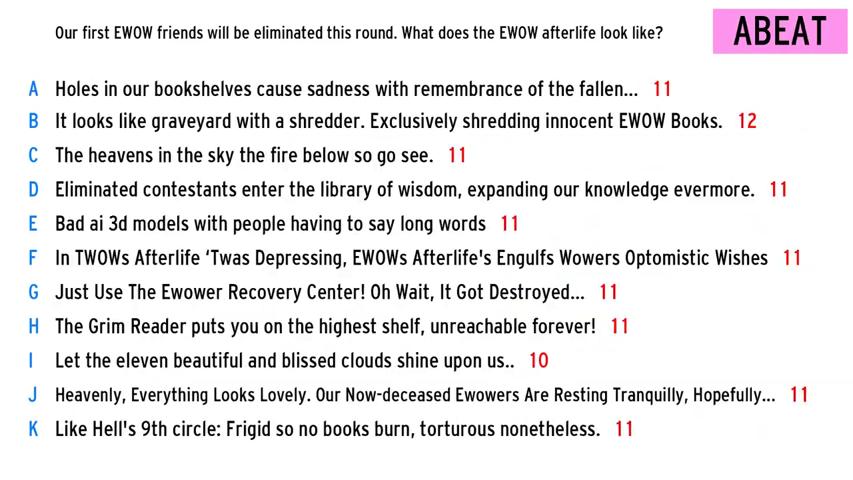 Our first EWOW friends will be eliminated this round. What does the EWOW afterlife look like?
ABEAT
A Holes in our bookshelves cause sadness with remembrance of the fallen... 11
B It looks like graveyard with a shredder. Exclusively shredding innocent EWOW Books. 12
C The heavens in the sky the fire below so go see. 11
D Eliminated contestants enter the library of wisdom, expanding our knowledge evermore. 11
E Bad ai 3d models with people having to say long words 11
F In TWOWs Afterlife ‘Twas Depressing, EWOWs Afterlife's Engulfs Wowers Optomistic Wishes 11
G Just Use The Ewower Recovery Center! Oh Wait, It Got Destroyed... 11
H The Grim Reader puts you on the highest shelf, unreachable forever! 11
I Let the eleven beautiful and blissed clouds shine upon us.. 10
J Heavenly, Everything Looks Lovely. Our Now-deceased Ewowers Are Resting Tranquilly, Hopefully... 11
K Like Hell's 9th circle: Frigid so no books burn, torturous nonetheless. 11